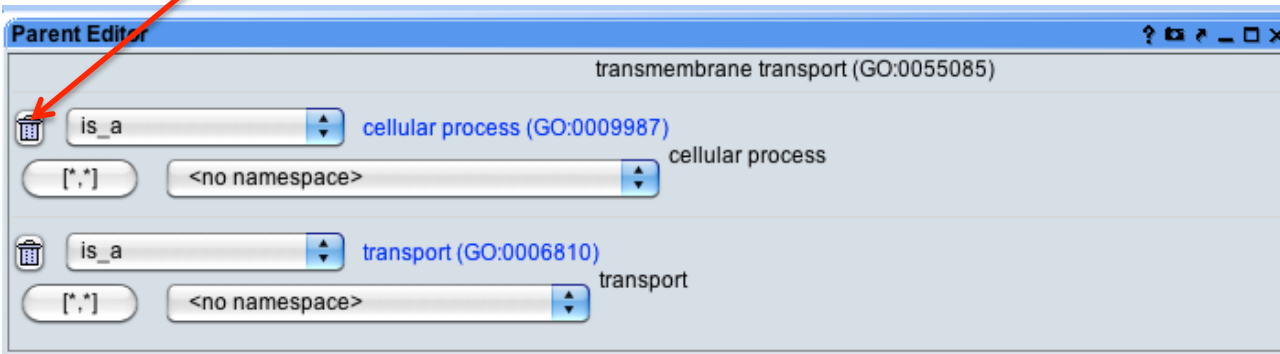 Parent Editor ?
transmembrane transport (GO:0055085)
is_a cellular process (GO:0009987)
[*,*] <no namespace> cellular process
is_a transport (GO:0006810)
[*,*] <no namespace> transport